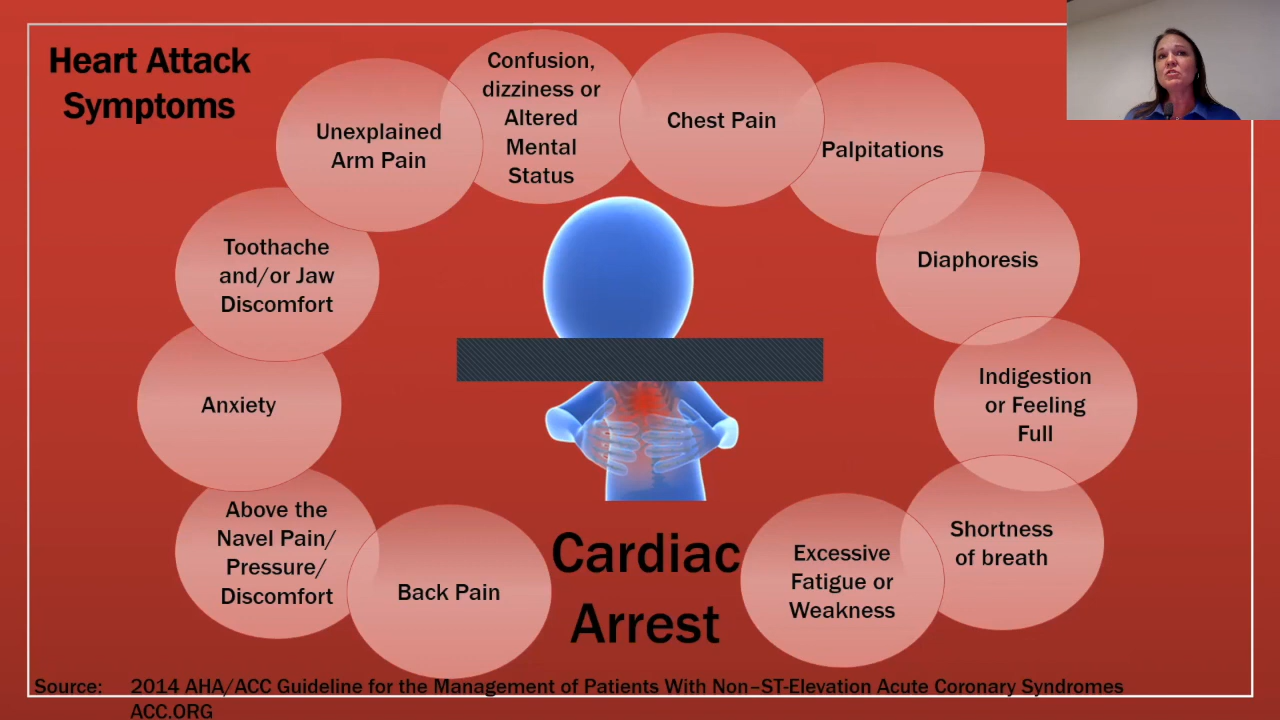 Heart Attack
Symptoms
Confusion,
dizziness or
Altered
Mental
Status
Unexplained
Arm Pain
Chest Pain
Palpitations
Toothache
and/or Jaw
Discomfort
Diaphoresis
Anxiety
Indigestion
or Feeling
Full
Above the
Navel Pain/
Pressure/
Discomfort
Back Pain
Cardiac
Arrest
Excessive
Fatigue or
Weakness
Shortness
of breath
Source: 2014 AHA/ACC Guideline for the Management of Patients With Non–ST-Elevation Acute Coronary Syndromes
ACC.ORG